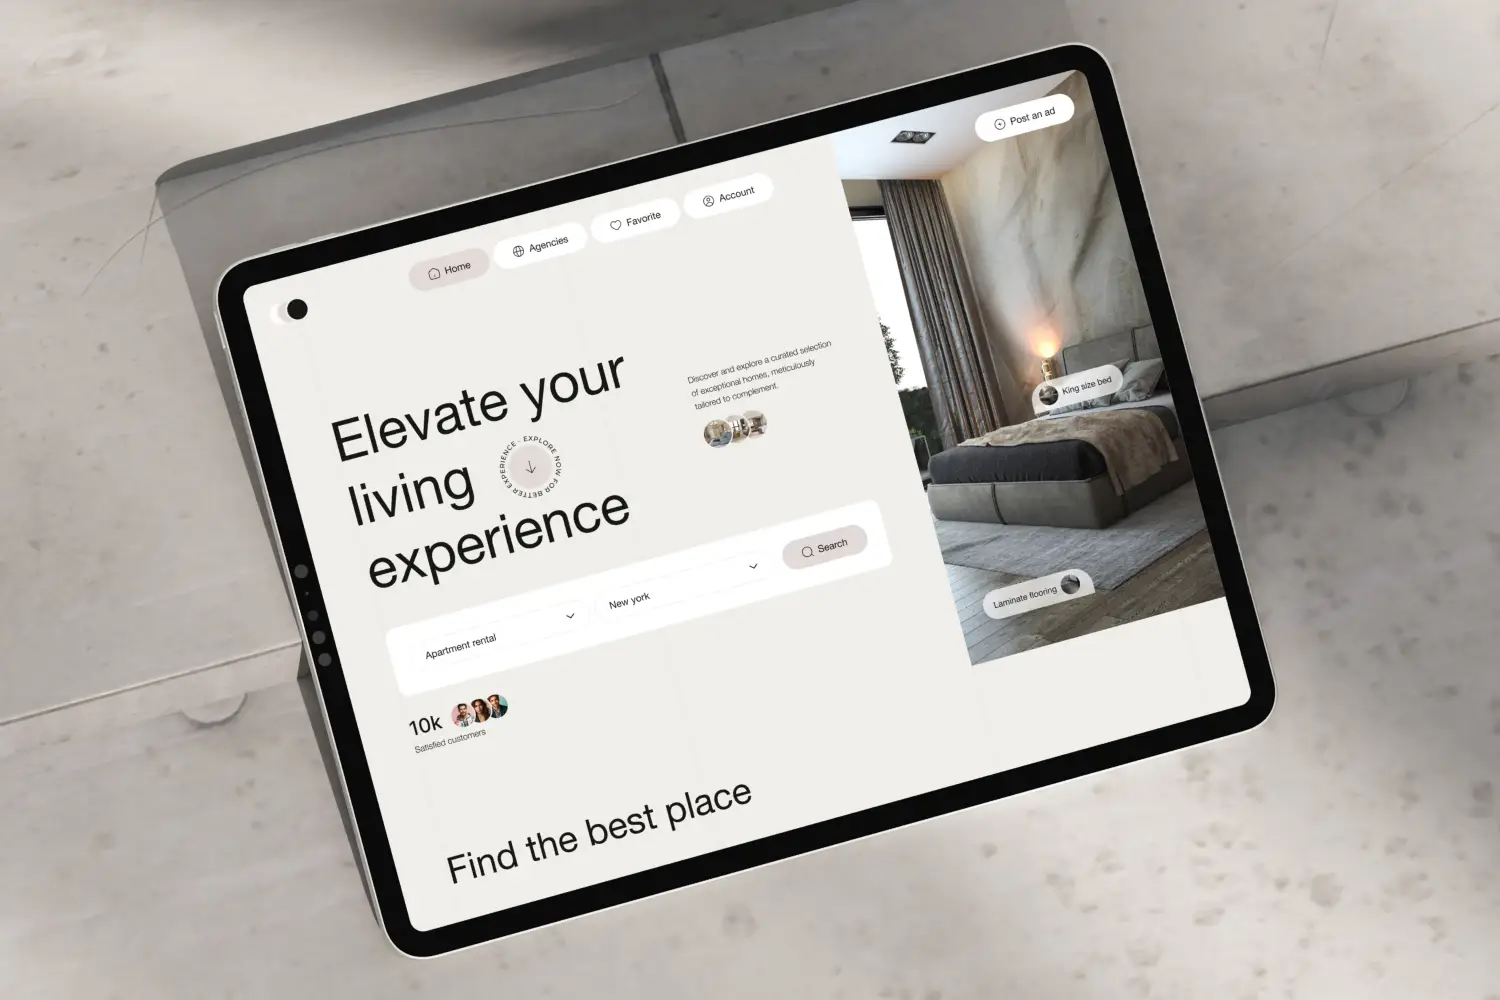 Post an ad
Home
Agencies
Favorite
Account
Elevate your
living
experience
EXPLORE NOW FOR BETTER EXPERIENCE -
Discover and explore a curated selection
of exceptional homes, meticulously
tailored to complement.
King size bed
Laminate flooring
Apartment rental
New york
Search
10k
Satisfied customers
Find the best place